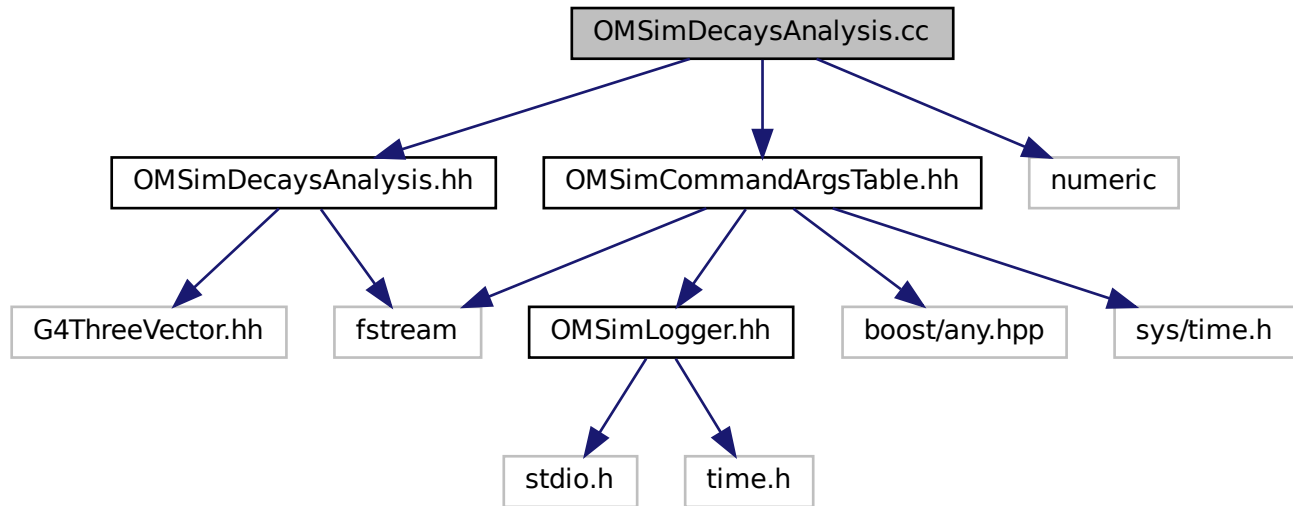 OMSimDecaysAnalysis.cc
OMSimDecaysAnalysis.hh
OMSimCommandArgsTable.hh
numeric
G4ThreeVector.hh
fstream
OMSimLogger.hh
boost/any.hpp
sys/time.h
stdio.h
time.h